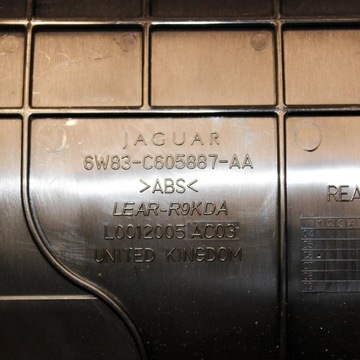 JAGUAR
6W83-C605887-AA
>ABS<
LEAR-R9KDA
L0012005 AC03
UNITED KINGDOM
REA